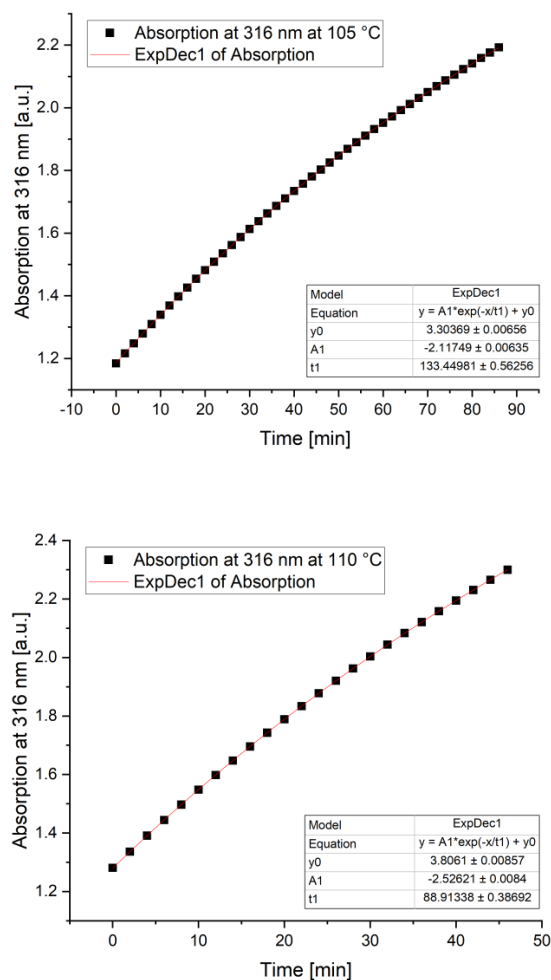 Absorption at 316 nm at 105 °C
ExpDec1 of Absorption
Absorption at 316 nm [a.u.]
2.2
2.0
1.8
1.6
1.4
1.2
Model ExpDec1
Equation y = A1*exp(-x/t1) + y0
y0 3.30369 ± 0.00656
A1 -2.11749 ± 0.00635
t1 133.44981 ± 0.56256
-10 0 10 20 30 40 50 60 70 80 90
Time [min]
Absorption at 316 nm at 110 °C
ExpDec1 of Absorption
Absorption at 316 nm [a.u.]
2.4
2.2
2.0
1.8
1.6
1.4
1.2
Model ExpDec1
Equation y = A1*exp(-x/t1) + y0
y0 3.8061 ± 0.00857
A1 -2.52621 ± 0.0084
t1 88.91338 ± 0.38692
0 10 20 30 40 50
Time [min]